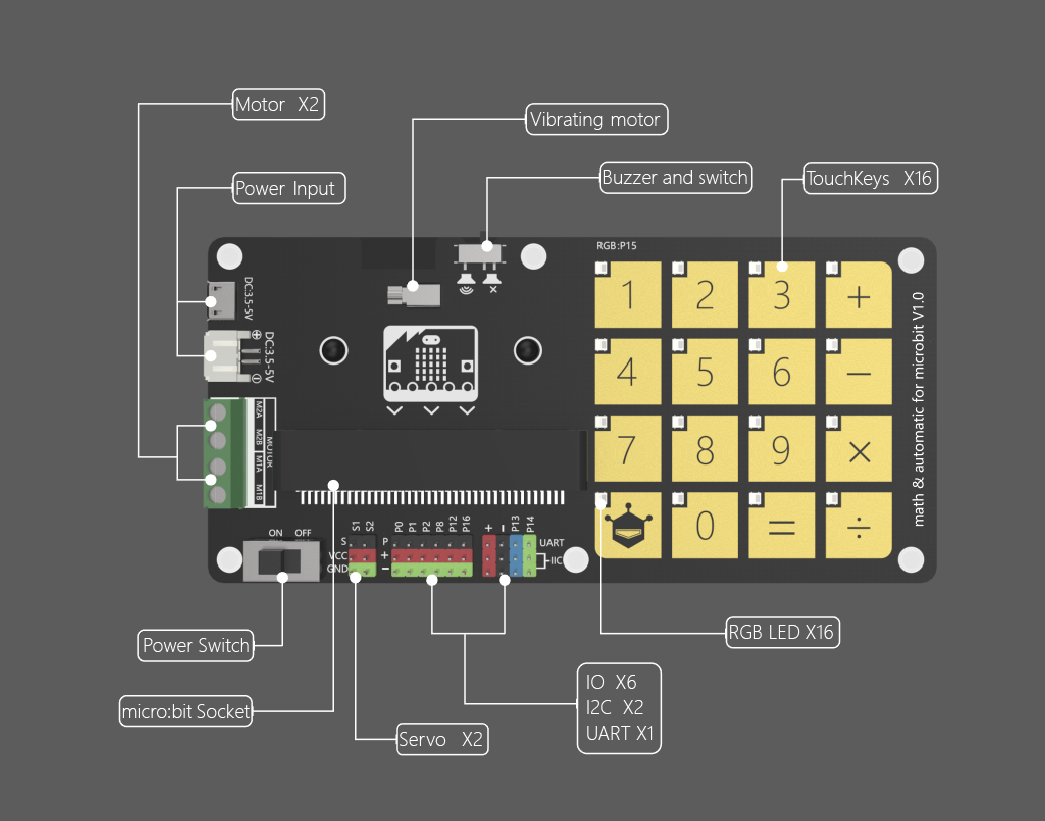 Motor X2
Vibrating motor
Power Input
Buzzer and switch
TouchKeys X16
RGB:P15
DC:3.5-5V
DC:3.5-5V
1 2 3 +
4 5 6 −
7 8 9 ×
0 = ÷
math & automatic for microbit V1.0
M2A
M2B
M1A
M1B
MOTOR
ON OFF
S1 S2
P0 P1 P2 P8 P12 P16
+ − P13 P14
S P UART
VCC +
GND − IIC
Power Switch
RGB LED X16
micro:bit Socket
IO X6
I2C X2
UART X1
Servo X2